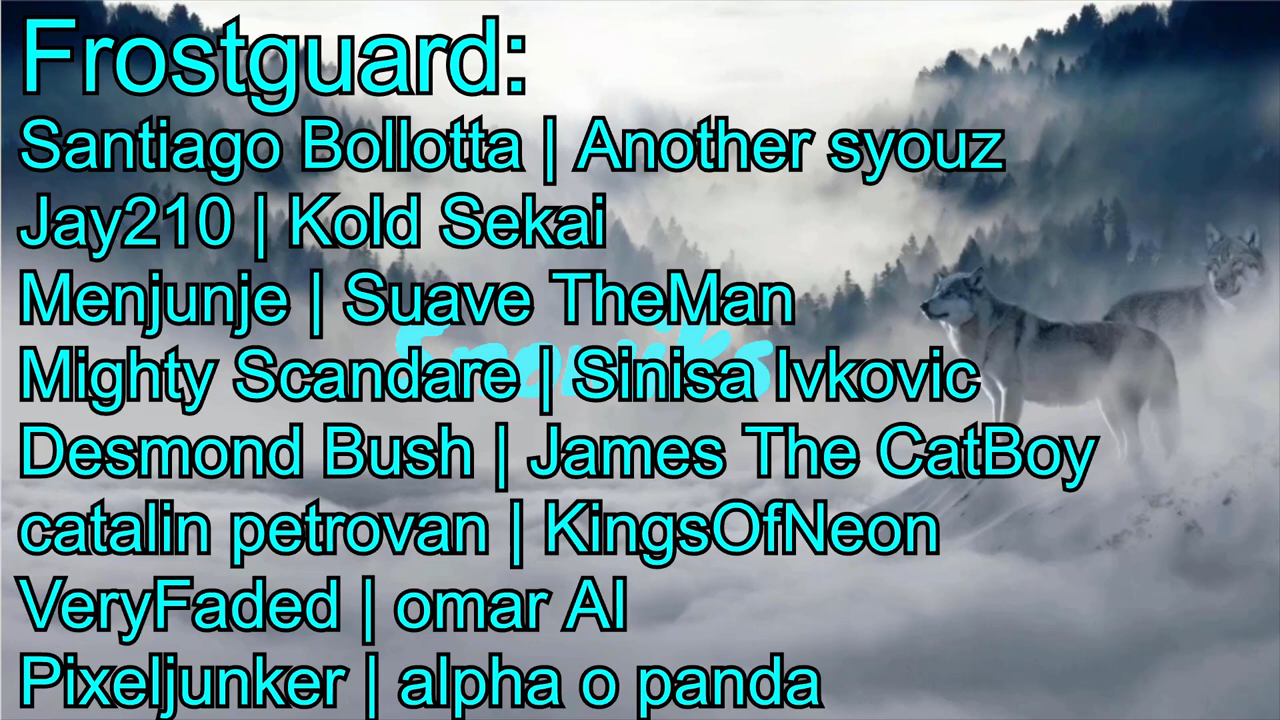 Frostguard:
Santiago Bollotta | Another syouz
Jay210 | Kold Sekai
Menjunje | Suave TheMan
Mighty Scandare | Sinisa Ivkovic
Desmond Bush | James The CatBoy
catalin petrovan | KingsOfNeon
VeryFaded | omar Al
Pixeljunker | alpha o panda